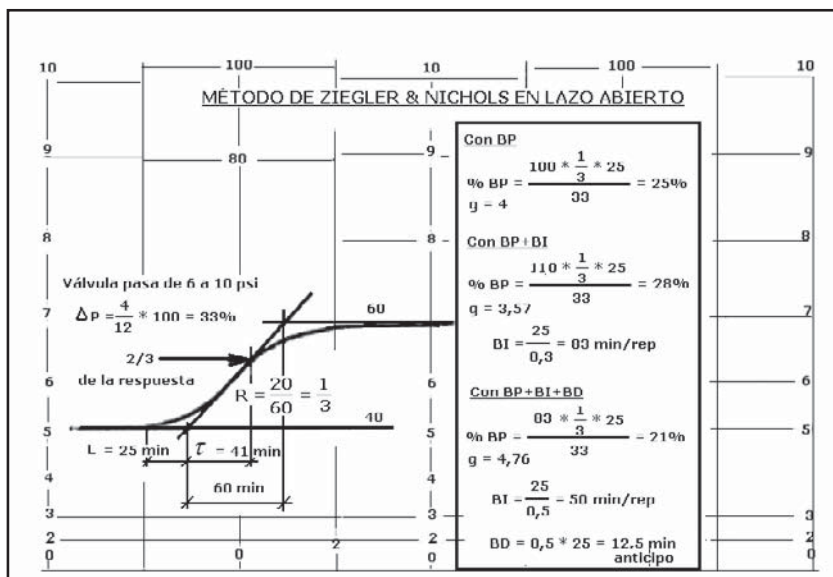 10 100 10 100 10
MÉTODO DE ZIEGLER & NICHOLS EN LAZO ABIERTO
9 80 9 9
8 8 8
Válvula pasa de 6 a 10 psi
ΔP = 4/12 * 100 = 33%
7 60 7 7
2/3
de la respuesta
R = 20/60 = 1/3
6 6 6
5 40 5 5
L = 25 min τ = 41 min
60 min
4 4 4
3 3 3
2 2 2 2
0 0 0 0
Con BP
% BP = 100 * 1/3 * 25 / 33 = 25%
g = 4
Con BP+BI
% BP = 110 * 1/3 * 25 / 33 = 28%
g = 3,57
BI = 25/0,3 = 83 min/rep
Con BP+BI+BD
% BP = 83 * 1/3 * 25 / 33 = 21%
g = 4,76
BI = 25/0,5 = 50 min/rep
BD = 0,5 * 25 = 12.5 min
anticipo